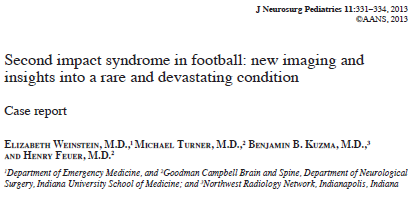 J Neurosurg Pediatrics 11:331–334, 2013
©AANS, 2013
Second impact syndrome in football: new imaging and
insights into a rare and devastating condition
Case report
ELIZABETH WEINSTEIN, M.D.,¹ MICHAEL TURNER, M.D.,² BENJAMIN B. KUZMA, M.D.,³
AND HENRY FEUER, M.D.²
¹Department of Emergency Medicine, and ²Goodman Campbell Brain and Spine, Department of Neurological
Surgery, Indiana University School of Medicine; and ³Northwest Radiology Network, Indianapolis, Indiana